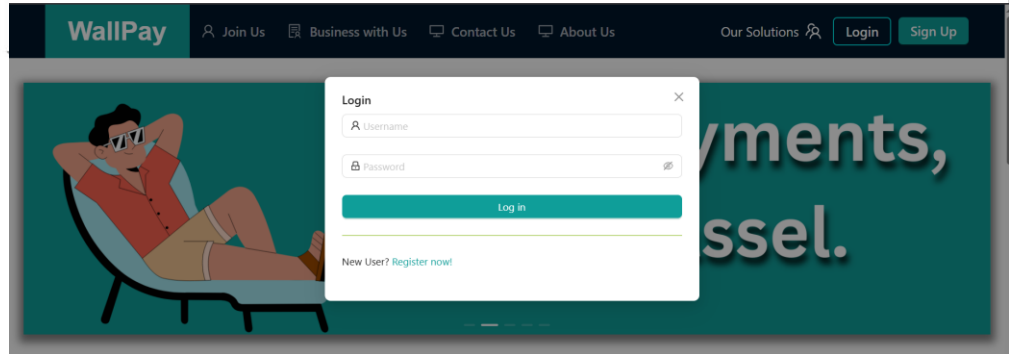 WallPay Join Us Business with Us Contact Us About Us Our Solutions Login Sign Up
Login
Username
Password
Log in
New User? Register now!
yments,
ssel.